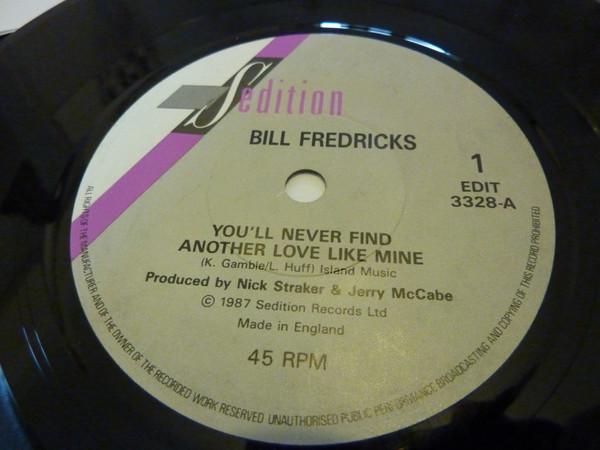 Sedition
BILL FREDRICKS
1
EDIT
3328-A
YOU'LL NEVER FIND
ANOTHER LOVE LIKE MINE
(K. Gamble/L. Huff) Island Music
Produced by Nick Straker & Jerry McCabe
© 1987 Sedition Records Ltd
Made in England
45 RPM
ALL RIGHTS OF THE MANUFACTURER AND OF THE OWNER OF THE RECORDED WORK RESERVED UNAUTHORISED PUBLIC PERFORMANCE BROADCASTING AND COPYING OF THIS RECORD PROHIBITED